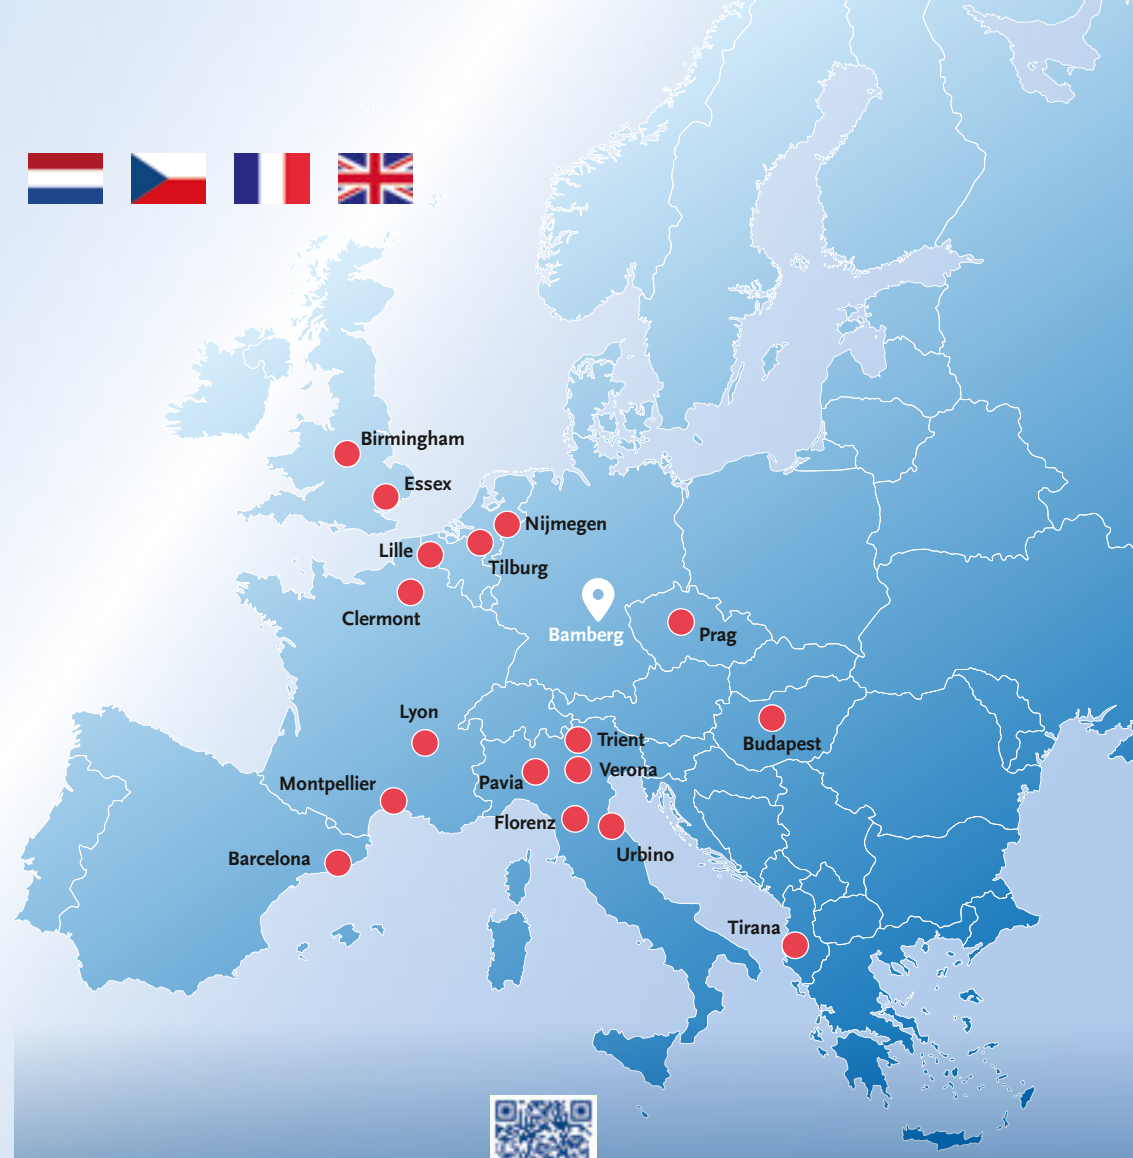 Birmingham
Essex
Nijmegen
Lille
Tilburg
Clermont
Bamberg
Prag
Lyon
Trient
Budapest
Verona
Pavia
Montpellier
Florenz
Urbino
Barcelona
Tirana